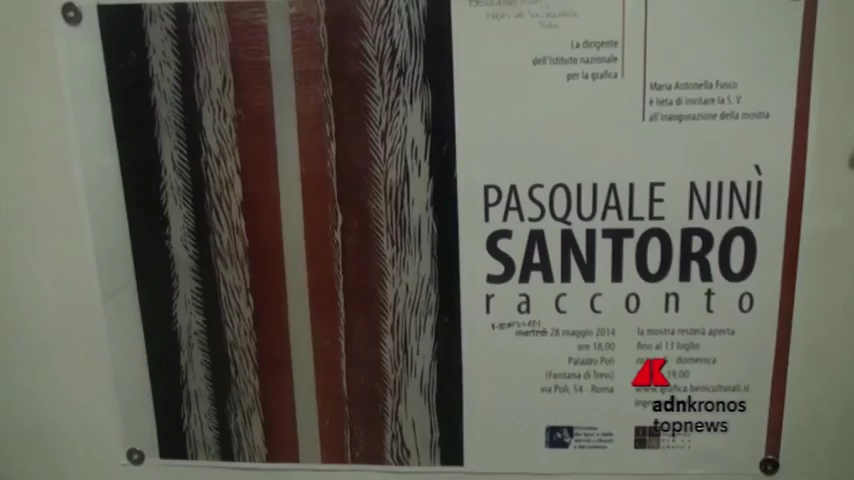 La dirigente
dell'Istituto nazionale
per la grafica
Maria Antonella Fusco
è lieta di invitare la S. V
all'inaugurazione della mostra
PASQUALE NINÌ
SANTORO
racconto
martedì 28 maggio 2014
ore 18,00
Palazzo Poli
(Fontana di Trevi)
via Poli, 54 - Roma
la mostra resterà aperta
fino al 13 luglio
domenica
19,00
www.grafica.beniculturali.it
adnkronos
topnews